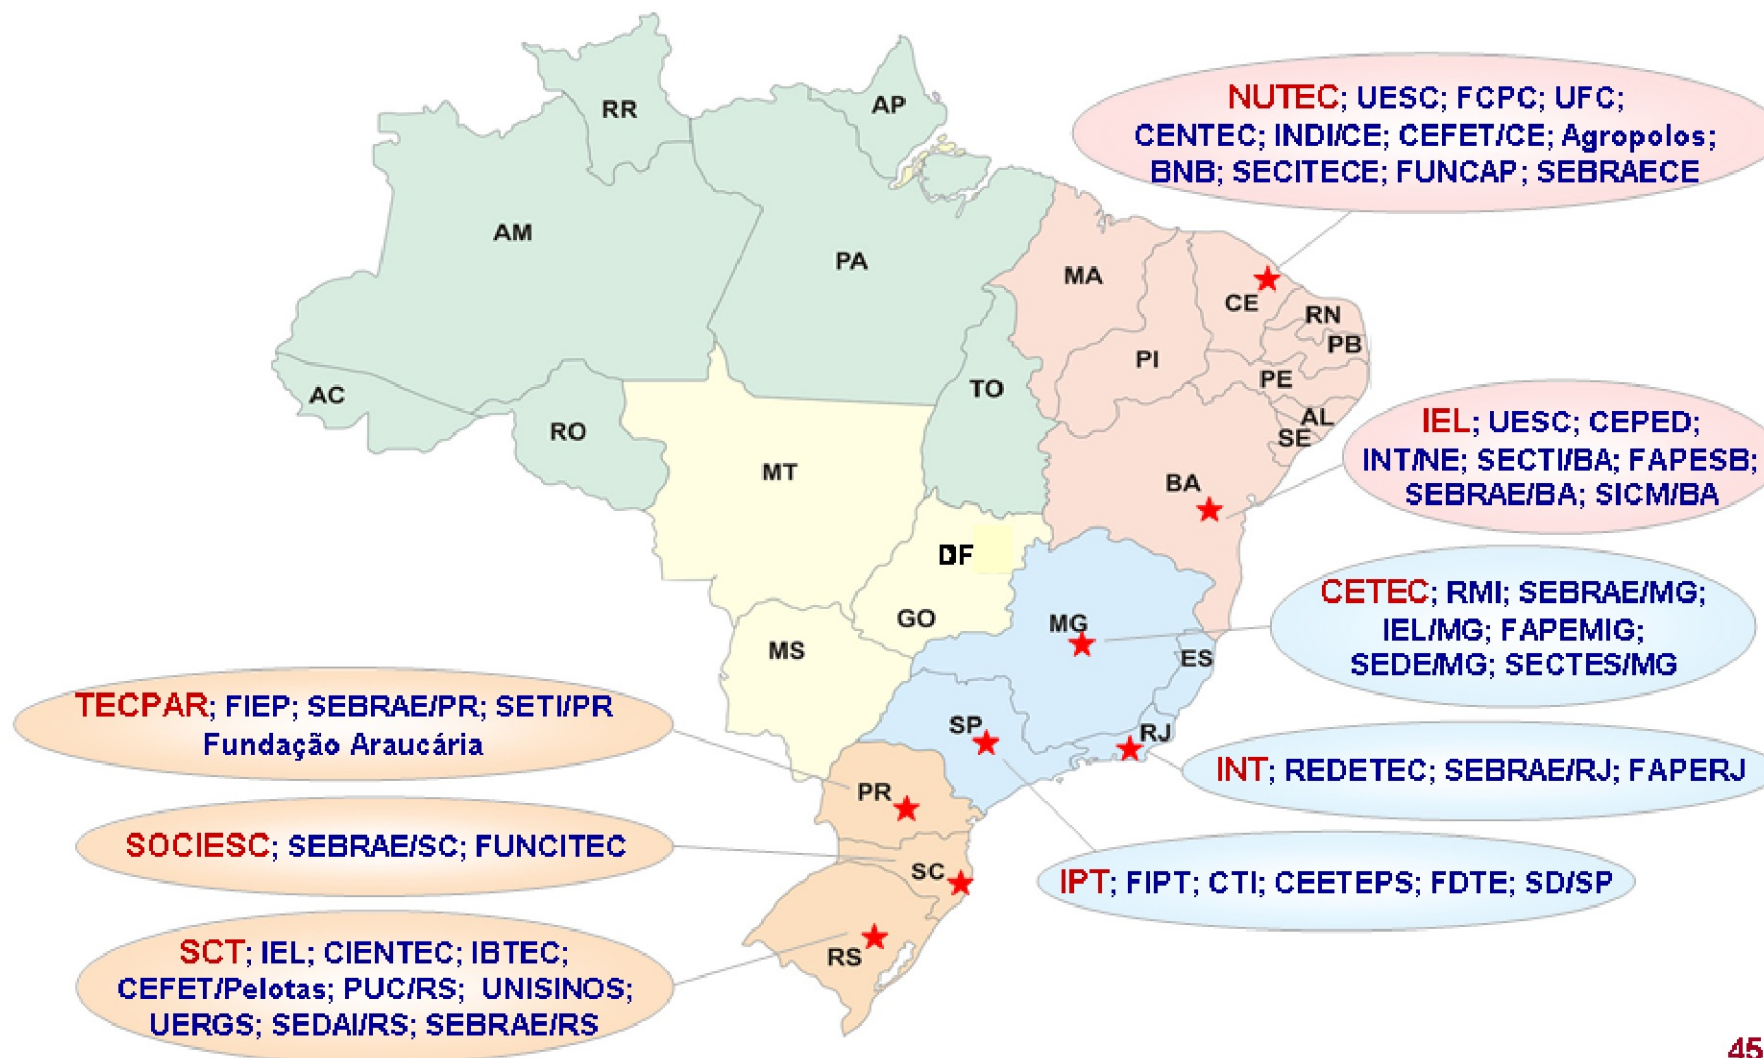 RR
AP
NUTEC; UESC; FCPC; UFC;
CENTEC; INDI/CE; CEFET/CE; Agropolos;
BNB; SECITECE; FUNCAP; SEBRAECE
AM
PA
MA
CE
RN
PB
PI
PE
TO
AC
RO
AL
SE
IEL; UESC; CEPED;
INT/NE; SECTI/BA; FAPESB;
SEBRAE/BA; SICM/BA
MT
BA
DF
GO
MG
ES
MS
CETEC; RMI; SEBRAE/MG;
IEL/MG; FAPEMIG;
SEDE/MG; SECTES/MG
TECPAR; FIEP; SEBRAE/PR; SETI/PR
Fundação Araucária
SP
RJ
INT; REDETEC; SEBRAE/RJ; FAPERJ
PR
SOCIESC; SEBRAE/SC; FUNCITEC
SC
IPT; FIPT; CTI; CEETEPS; FDTE; SD/SP
SCT; IEL; CIENTEC; IBTEC;
CEFET/Pelotas; PUC/RS; UNISINOS;
UERGS; SEDAI/RS; SEBRAE/RS
RS
45